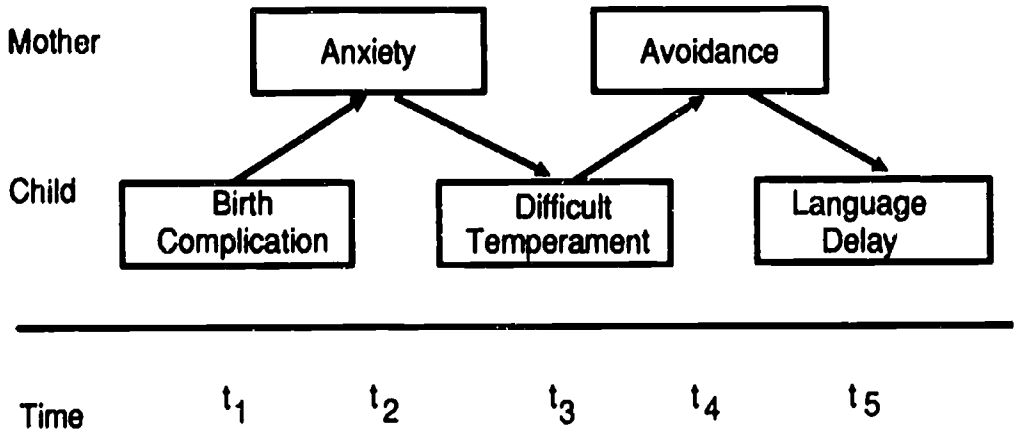 Mother
Anxiety
Avoidance
Child
Birth
Complication
Difficult
Temperament
Language
Delay
Time
t1
t2
t3
t4
t5